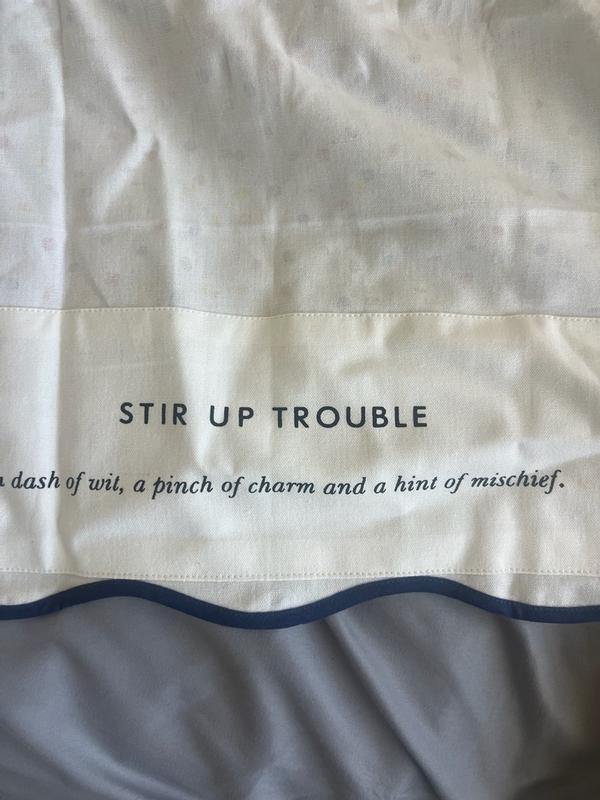 STIR UP TROUBLE
dash of wit, a pinch of charm and a hint of mischief.